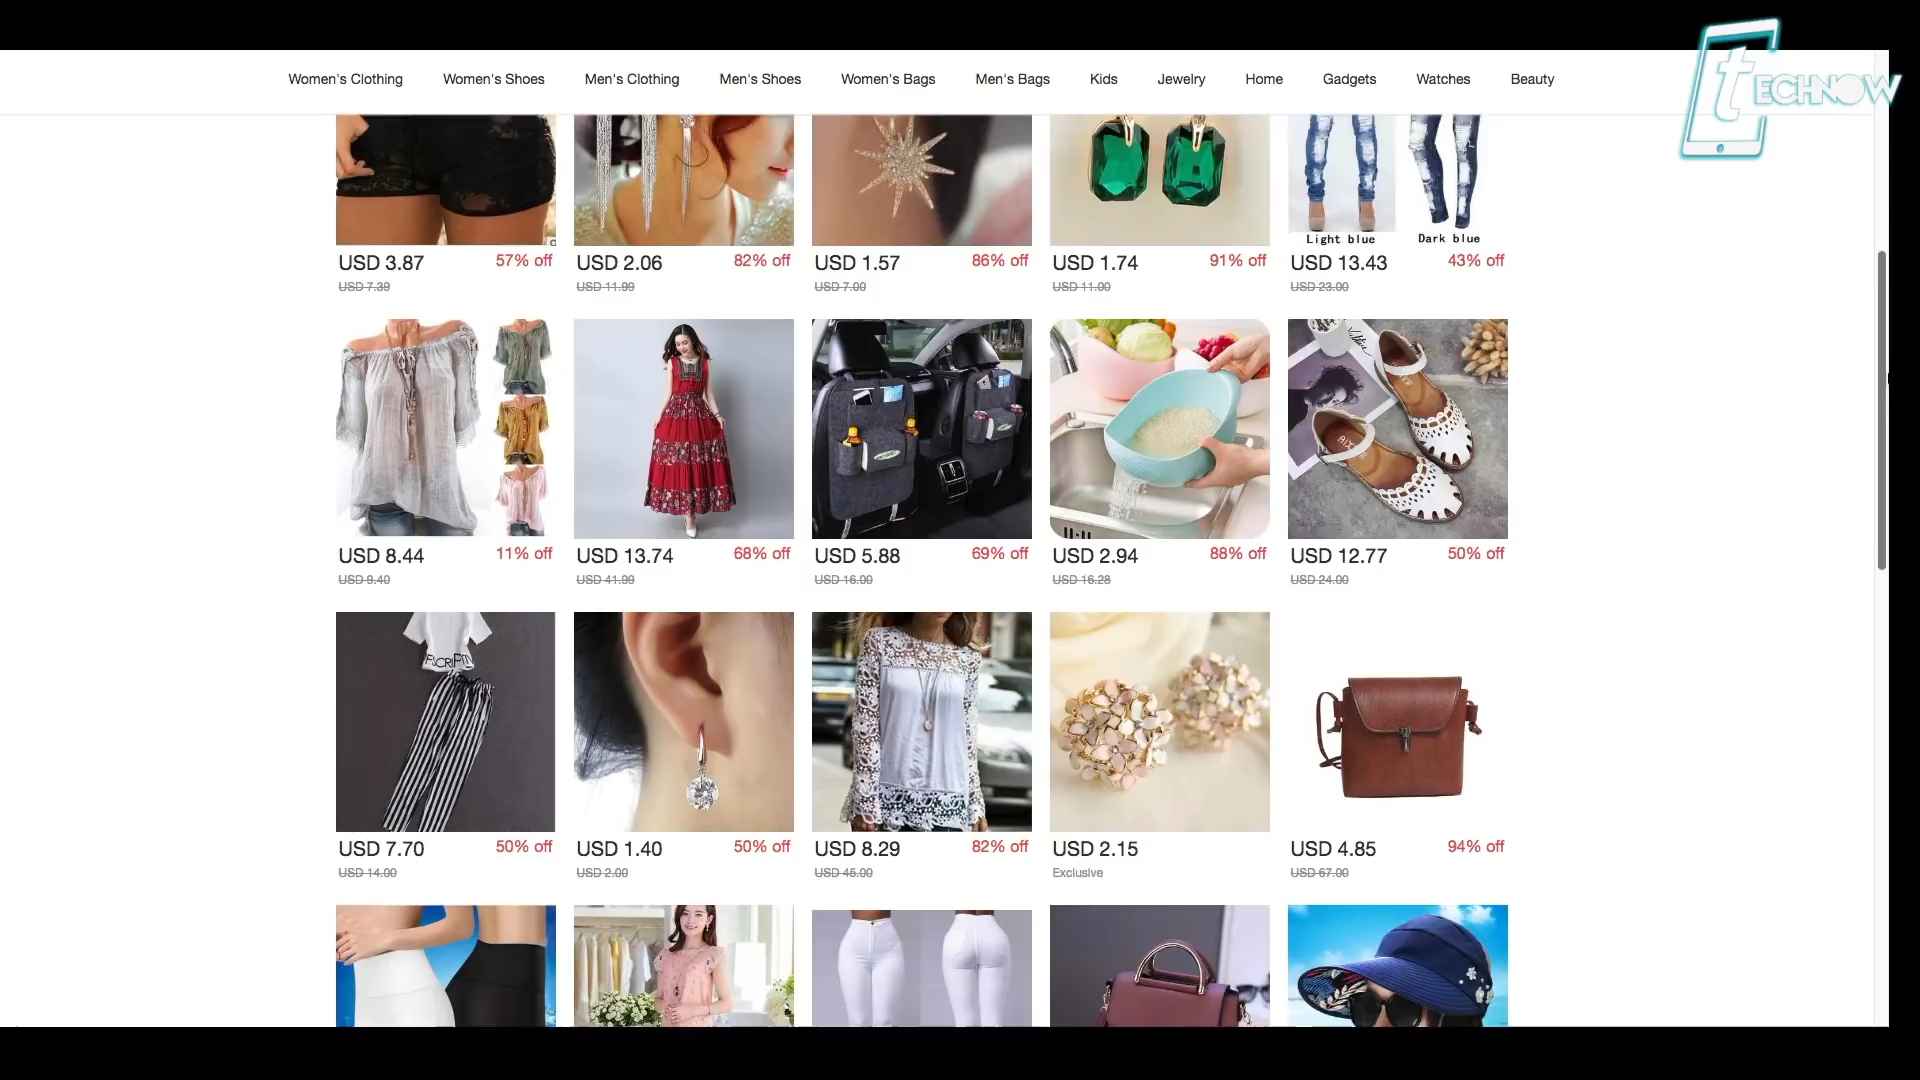 Women's Clothing Women's Shoes Men's Clothing Men's Shoes Women's Bags Men's Bags Kids Jewelry Home Gadgets Watches Beauty
tECHNOW
Light blue Dark blue
USD 3.87 57% off USD 2.06 82% off USD 1.57 86% off USD 1.74 91% off USD 13.43 43% off
USD 7.39 USD 11.99 USD 7.00 USD 11.00 USD 23.00
USD 8.44 11% off USD 13.74 68% off USD 5.88 69% off USD 2.94 88% off USD 12.77 50% off
USD 9.40 USD 41.99 USD 16.00 USD 16.28 USD 24.00
USD 7.70 50% off USD 1.40 50% off USD 8.29 82% off USD 2.15 USD 4.85 94% off
USD 14.00 USD 2.00 USD 45.00 Exclusive USD 67.00